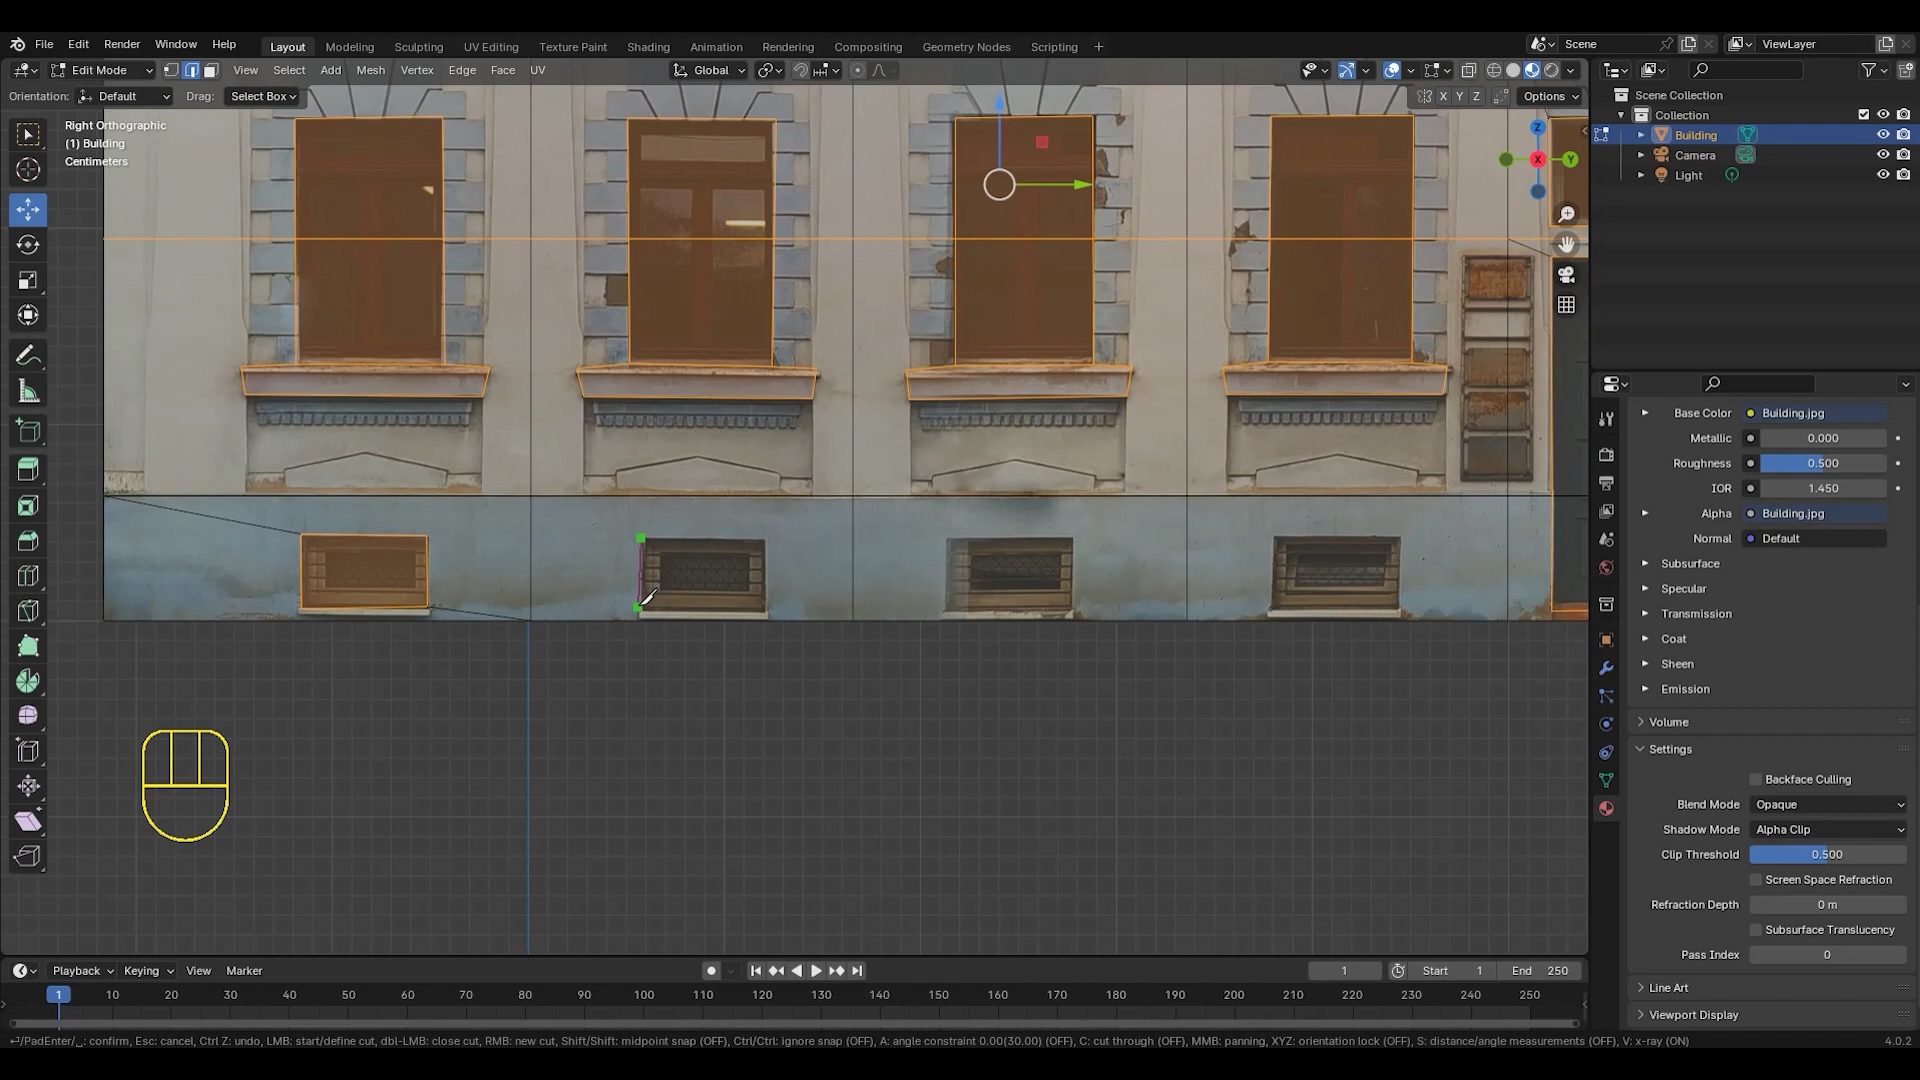 File Edit Render Window Help Layout Modeling Sculpting UV Editing Texture Paint Shading Animation Rendering Compositing Geometry Nodes Scripting + Scene ViewLayer
Edit Mode View Select Add Mesh Vertex Edge Face UV Global
Orientation: Default Drag: Select Box X Y Z Options
Right Orthographic
(1) Building
Centimeters
Z
X
Y
Scene Collection
Collection
Building
Camera
Light
Base Color Building.jpg
Metallic 0.000
Roughness 0.500
IOR 1.450
Alpha Building.jpg
Normal Default
Subsurface
Specular
Transmission
Coat
Sheen
Emission
Volume
Settings
Backface Culling
Blend Mode Opaque
Shadow Mode Alpha Clip
Clip Threshold 0.500
Screen Space Refraction
Refraction Depth 0 m
Subsurface Translucency
Pass Index 0
Line Art
Viewport Display
Playback Keying View Marker 1 Start 1 End 250
1 10 20 30 40 50 60 70 80 90 100 110 120 130 140 150 160 170 180 190 200 210 220 230 240 250
⏎/PadEnter/␣: confirm, Esc: cancel, Ctrl Z: undo, LMB: start/define cut, dbl-LMB: close cut, RMB: new cut, Shift/Shift: midpoint snap (OFF), Ctrl/Ctrl: ignore snap (OFF), A: angle constraint 0.00(30.00) (OFF), C: cut through (OFF), MMB: panning, XYZ: orientation lock (OFF), S: distance/angle measurements (OFF), V: x-ray (ON) 4.0.2